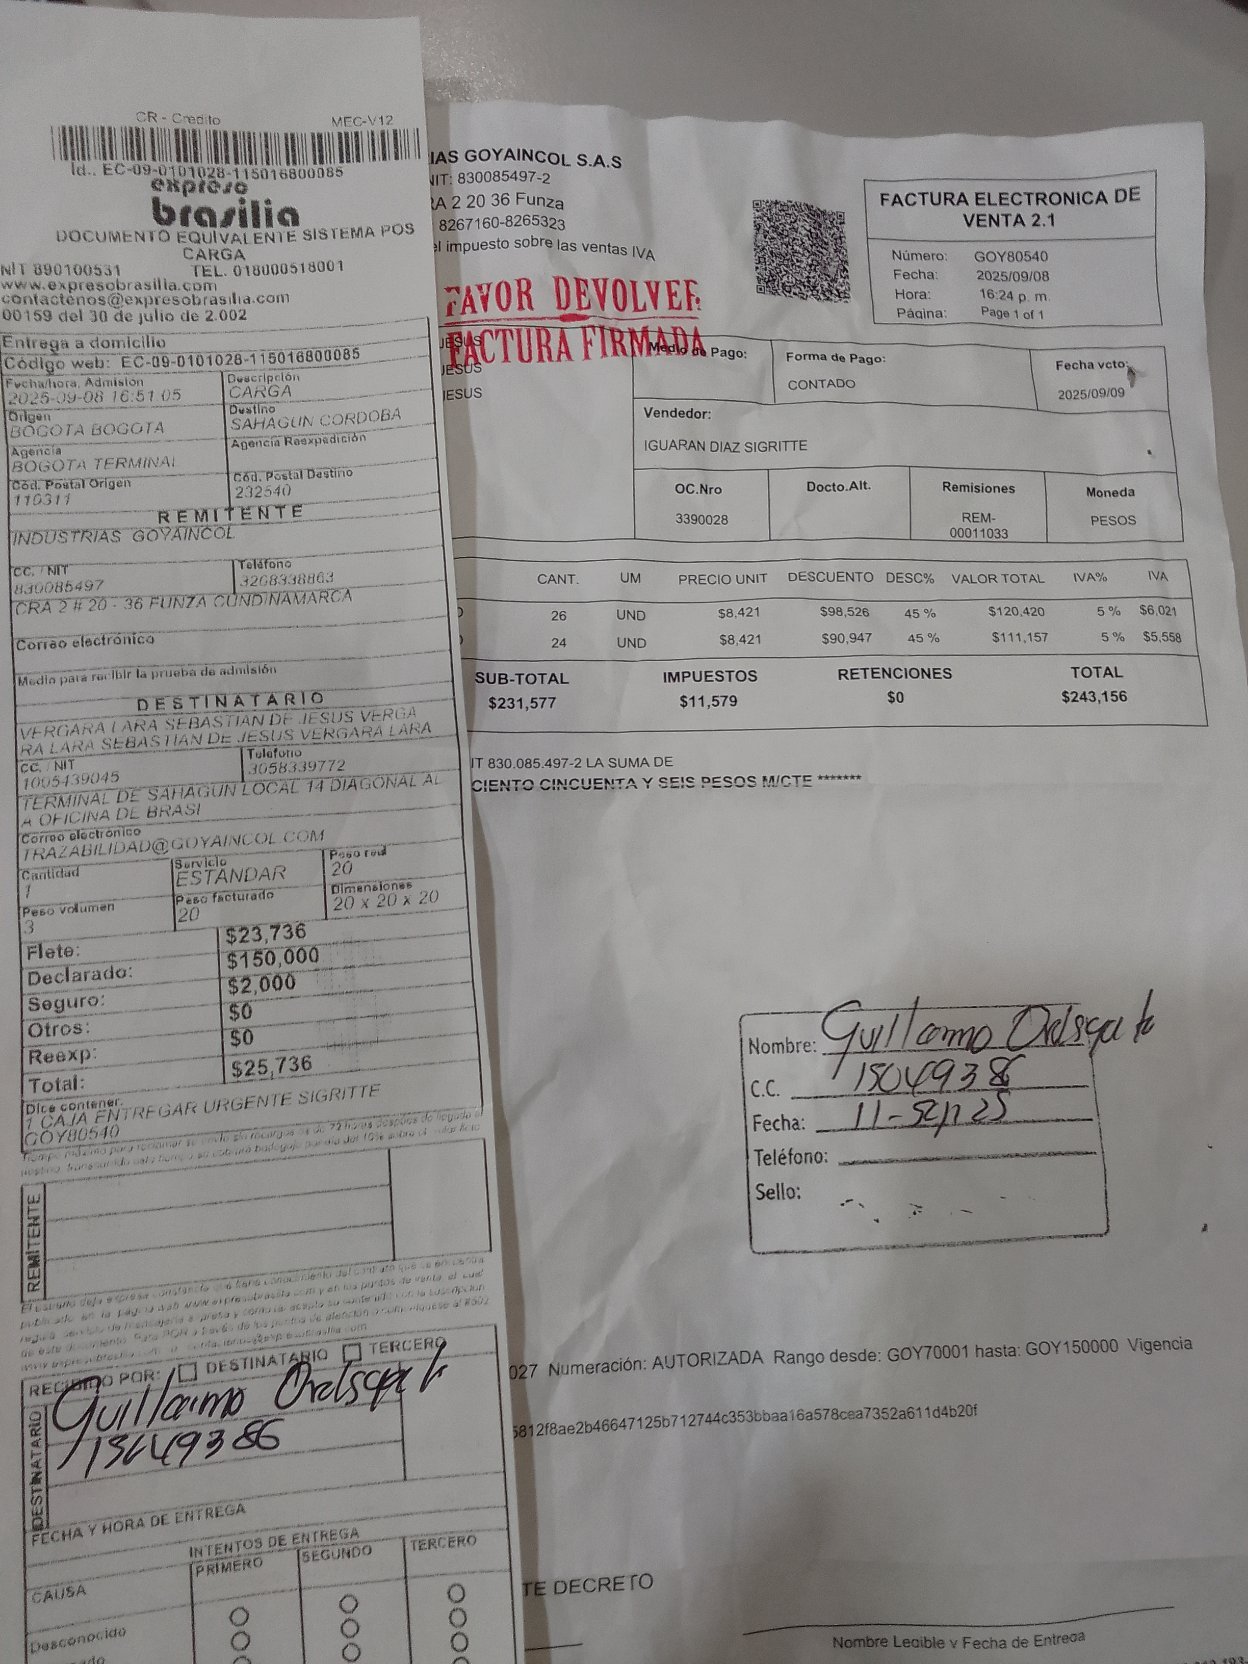 CR - Credito MEC-V12
Id.. EC-09-0101028-115016800085
expreso
brasilia
DOCUMENTO EQUIVALENTE SISTEMA POS
CARGA
NIT 890100531 TEL. 018000518001
www.expresobrasilia.com
contactenos@expresobrasilia.com
00159 del 30 de julio de 2.002
Entrega a domicilio
Código web: EC-09-0101028-115016800085
Fecha/hora. Admisión Descripción
2025-09-08 16:51:05 CARGA
Origen Destino
BOGOTA BOGOTA SAHAGUN CORDOBA
Agencia Agencia Reexpedición
BOGOTA TERMINAL
Cód. Postal Origen Cód. Postal Destino
110311 232540
REMITENTE
INDUSTRIAS GOYAINCOL
CC. / NIT Teléfono
830085497 3208338863
CRA 2 # 20 - 36 FUNZA CUNDINAMARCA
Correo electrónico
Medio para recibir la prueba de admisión
DESTINATARIO
VERGARA LARA SEBASTIAN DE JESUS VERGA
RA LARA SEBASTIAN DE JESUS VERGARA LARA
CC. / NIT Teléfono
1005439045 3058339772
TERMINAL DE SAHAGUN LOCAL 14 DIAGONAL AL
A OFICINA DE BRASI
Correo electrónico
TRAZABILIDAD@GOYAINCOL.COM
Cantidad Servicio Peso real
1 ESTANDAR 20
Peso volumen Peso facturado Dimensiones
3 20 20 x 20 x 20
Flete: $23,736
Declarado: $150,000
Seguro: $2,000
Otros: $0
Reexp: $0
Total: $25,736
Dice contener.
1 CAJA ENTREGAR URGENTE SIGRITTE
GOY80540
REMITENTE
RECIBIDO POR: DESTINATARIO TERCERO
DESTINATARIO
Guillermo
FECHA Y HORA DE ENTREGA
INTENTOS DE ENTREGA
CAUSA PRIMERO SEGUNDO TERCERO
Desconocido
IAS GOYAINCOL S.A.S
NIT: 830085497-2
RA 2 20 36 Funza
8267160-8265323
el impuesto sobre las ventas IVA
FAVOR DEVOLVER
FACTURA FIRMADA
JESUS
JESUS
JESUS
FACTURA ELECTRONICA DE
VENTA 2.1
Número: GOY80540
Fecha: 2025/09/08
Hora: 16:24 p. m.
Página: Page 1 of 1
Medio de Pago: Forma de Pago: Fecha vcto:
CONTADO 2025/09/09
Vendedor:
IGUARAN DIAZ SIGRITTE
OC.Nro Docto.Alt. Remisiones Moneda
3390028 REM-00011033 PESOS
CANT. UM PRECIO UNIT DESCUENTO DESC% VALOR TOTAL IVA% IVA
26 UND $8,421 $98,526 45 % $120,420 5 % $6,021
24 UND $8,421 $90,947 45 % $111,157 5 % $5,558
SUB-TOTAL IMPUESTOS RETENCIONES TOTAL
$231,577 $11,579 $0 $243,156
IT 830.085.497-2 LA SUMA DE
CIENTO CINCUENTA Y SEIS PESOS M/CTE *******
Nombre: Guillermo
C.C. 15049386
Fecha: 11-sep 25
Teléfono:
Sello:
027 Numeración: AUTORIZADA Rango desde: GOY70001 hasta: GOY150000 Vigencia
5812f8ae2b46647125b712744c353bbaa16a578cea7352a611d4b20f
TE DECRETO
Nombre Legible y Fecha de Entrega